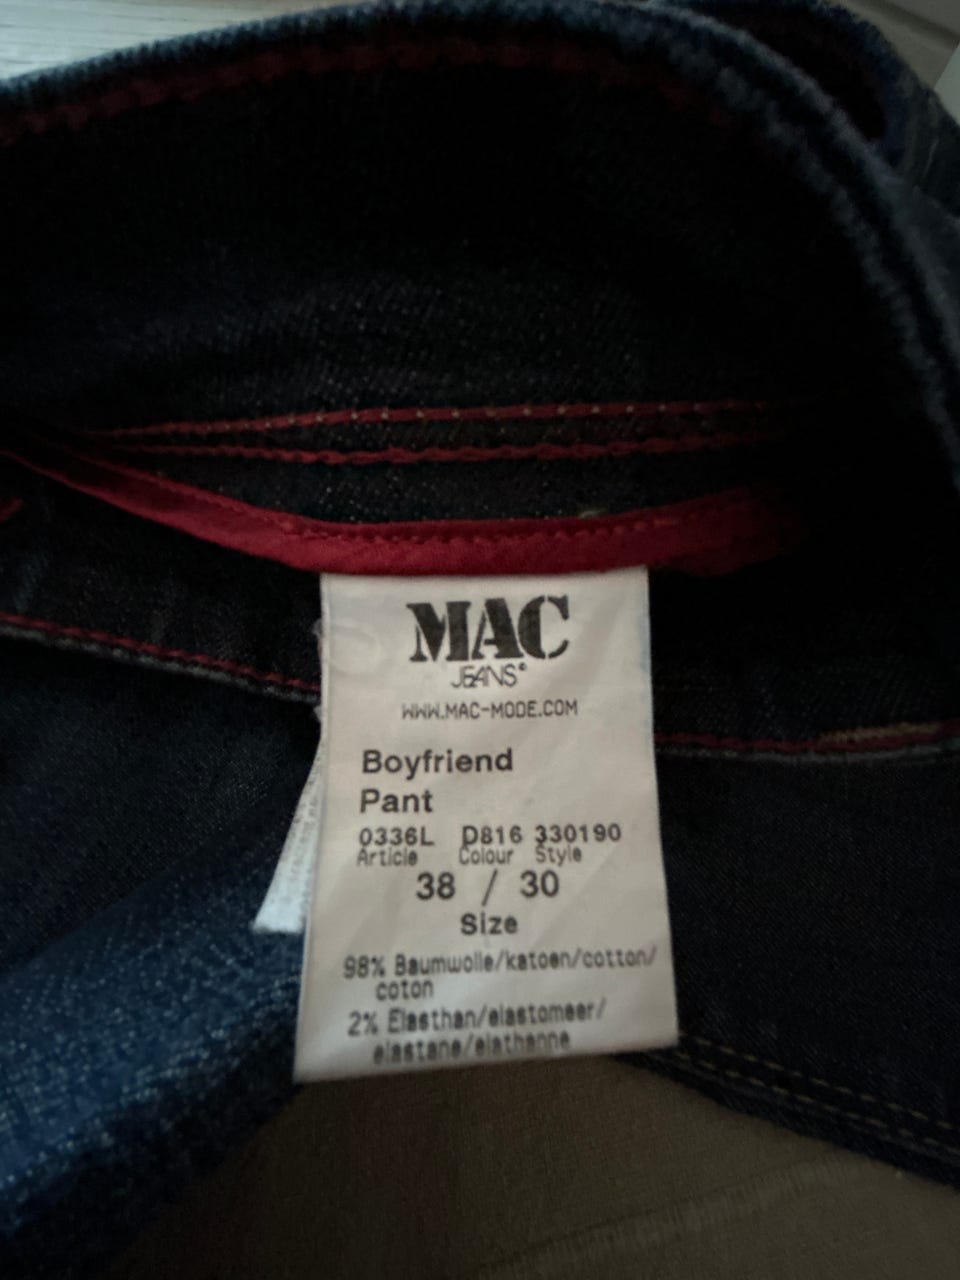 MAC
JEANS®
WWW.MAC-MODE.COM
Boyfriend
Pant
0336L D816 330190
Article Colour Style
38 / 30
Size
98% Baumwolle/katoen/cotton/
coton
2% Elasthan/elastomeer/
elastane/elathanne